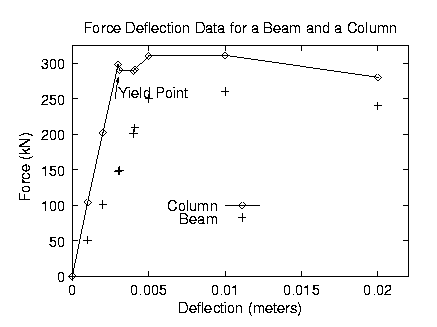 Force Deflection Data for a Beam and a Column
300
250
200
150
100
50
0
Force (kN)
Yield Point
Column
Beam
0 0.005 0.01 0.015 0.02
Deflection (meters)